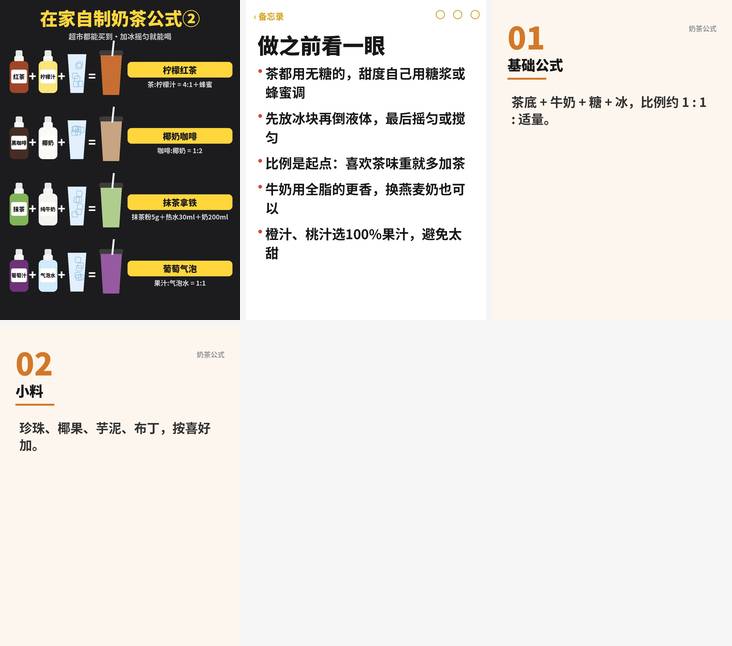 在家自制奶茶公式②
超市都能买到·加冰摇匀就能喝
红茶 + 柠檬汁 + =
柠檬红茶
茶:柠檬汁 = 4:1＋蜂蜜
黑咖啡 + 椰奶 + =
椰奶咖啡
咖啡:椰奶 = 1:2
抹茶 + 纯牛奶 + =
抹茶拿铁
抹茶粉5g＋热水30ml＋奶200ml
葡萄汁 + 气泡水 + =
葡萄气泡
果汁:气泡水 = 1:1
‹ 备忘录
做之前看一眼
• 茶都用无糖的，甜度自己用糖浆或
蜂蜜调
• 先放冰块再倒液体，最后摇匀或搅
匀
• 比例是起点：喜欢茶味重就多加茶
• 牛奶用全脂的更香，换燕麦奶也可
以
• 橙汁、桃汁选100%果汁，避免太
甜
奶茶公式
01
基础公式
茶底 + 牛奶 + 糖 + 冰，比例约 1 : 1
: 适量。
奶茶公式
02
小料
珍珠、椰果、芋泥、布丁，按喜好
加。